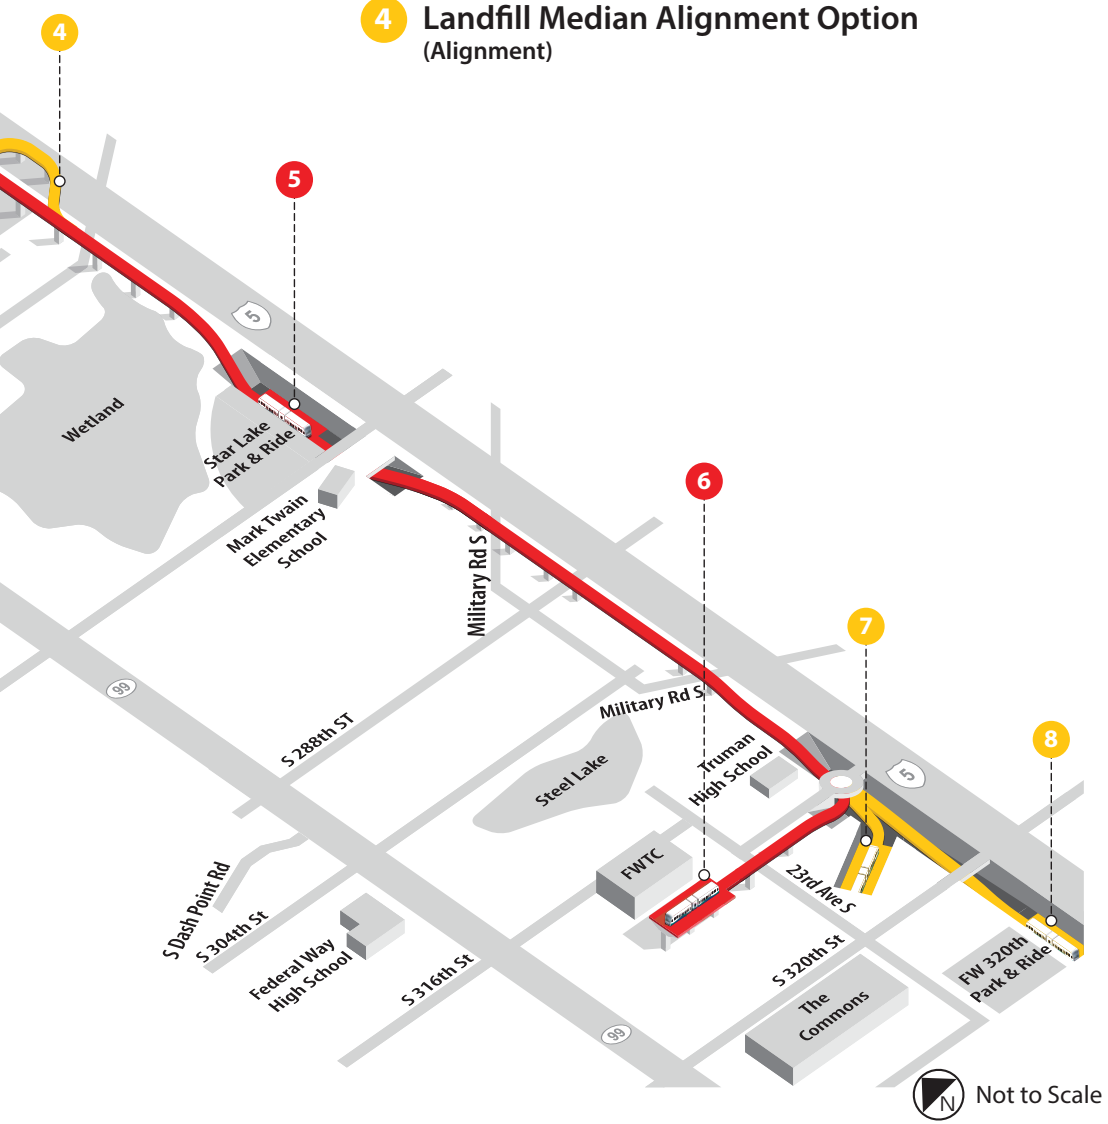 4
4
Landfill Median Alignment Option
(Alignment)
5
5
Wetland
Star Lake
Park & Ride
Mark Twain
Elementary
School
Military Rd S
6
7
8
99
S 288th ST
Military Rd S
Steel Lake
Truman
High School
5
FWTC
23rd Ave S
S Dash Point Rd
S 304th St
Federal Way
High School
S 316th St
S 320th St
FW 320th
Park & Ride
The
Commons
99
N
Not to Scale